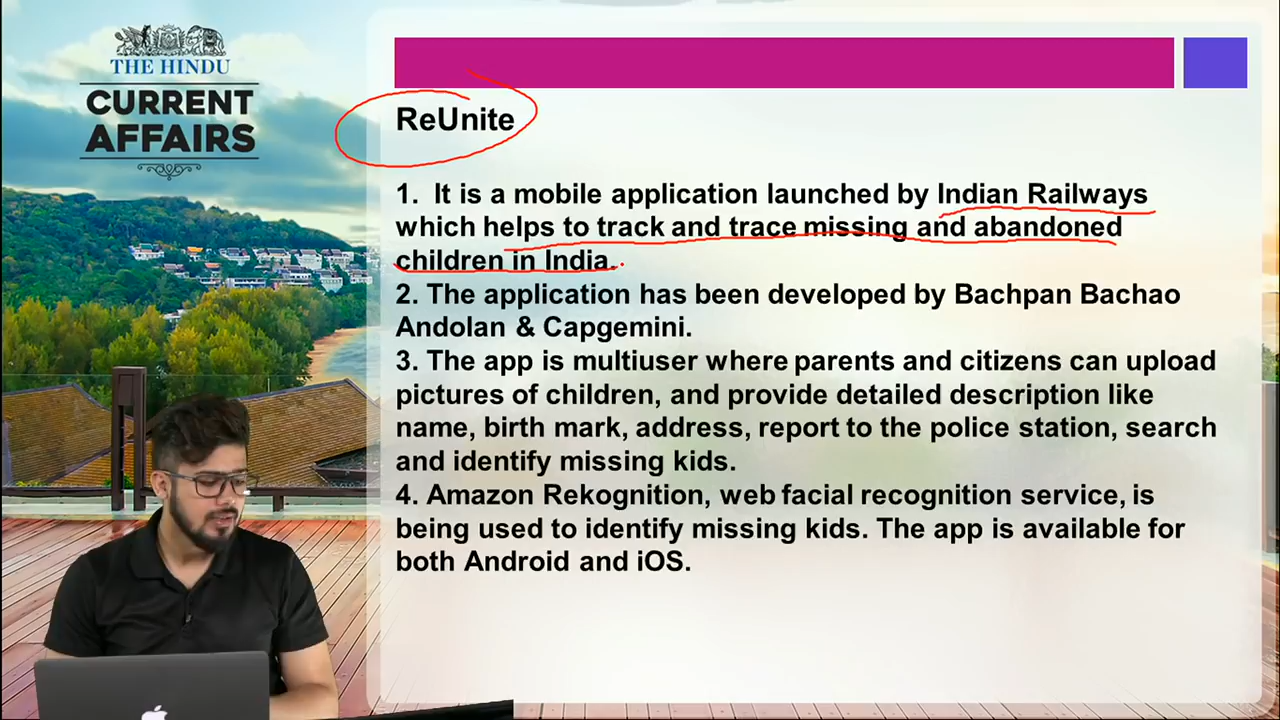 THE HINDU
CURRENT
AFFAIRS
ReUnite
1. It is a mobile application launched by Indian Railways
which helps to track and trace missing and abandoned
children in India.
2. The application has been developed by Bachpan Bachao
Andolan & Capgemini.
3. The app is multiuser where parents and citizens can upload
pictures of children, and provide detailed description like
name, birth mark, address, report to the police station, search
and identify missing kids.
4. Amazon Rekognition, web facial recognition service, is
being used to identify missing kids. The app is available for
both Android and iOS.